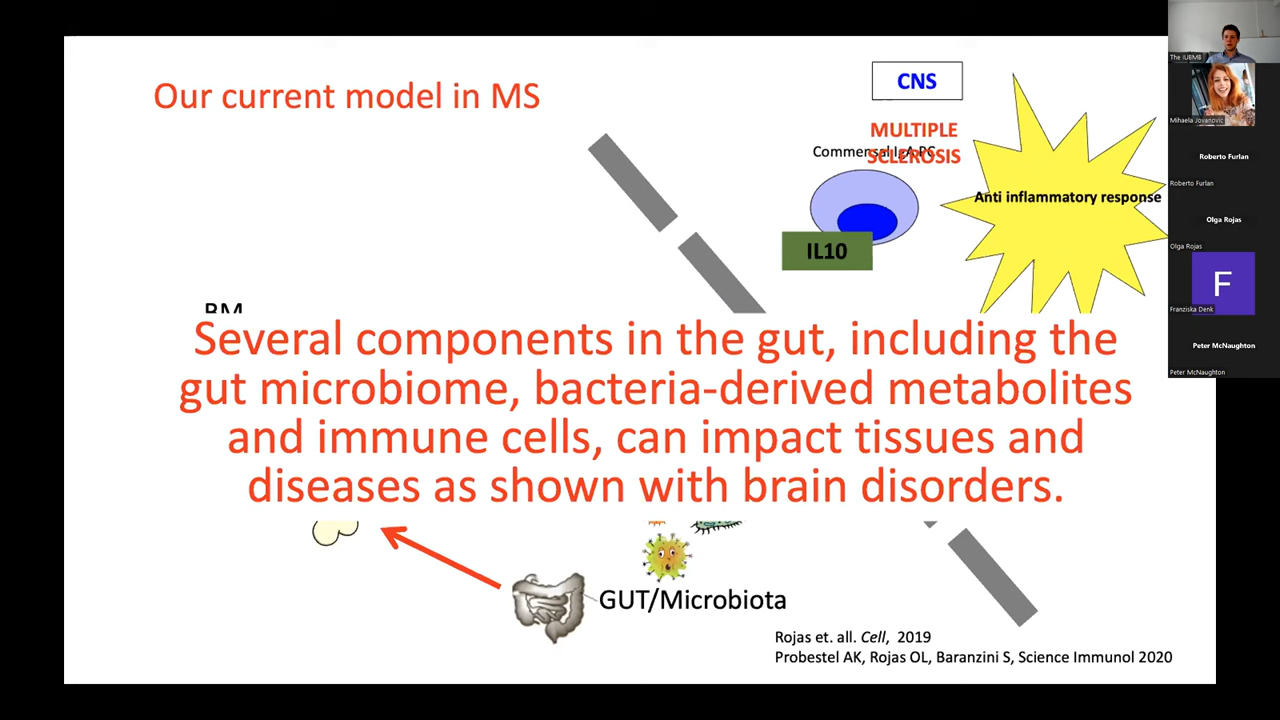 Our current model in MS
CNS
MULTIPLE
SCLEROSIS
Commensal IgA PC
Anti inflammatory response
IL10
BM
Several components in the gut, including the
gut microbiome, bacteria-derived metabolites
and immune cells, can impact tissues and
diseases as shown with brain disorders.
GUT/Microbiota
Rojas et. all. Cell, 2019
Probestel AK, Rojas OL, Baranzini S, Science Immunol 2020
The IUBMB
Mihaela Jovanovic
Roberto Furlan
Roberto Furlan
Olga Rojas
Olga Rojas
F
Franziska Denk
Peter McNaughton
Peter McNaughton